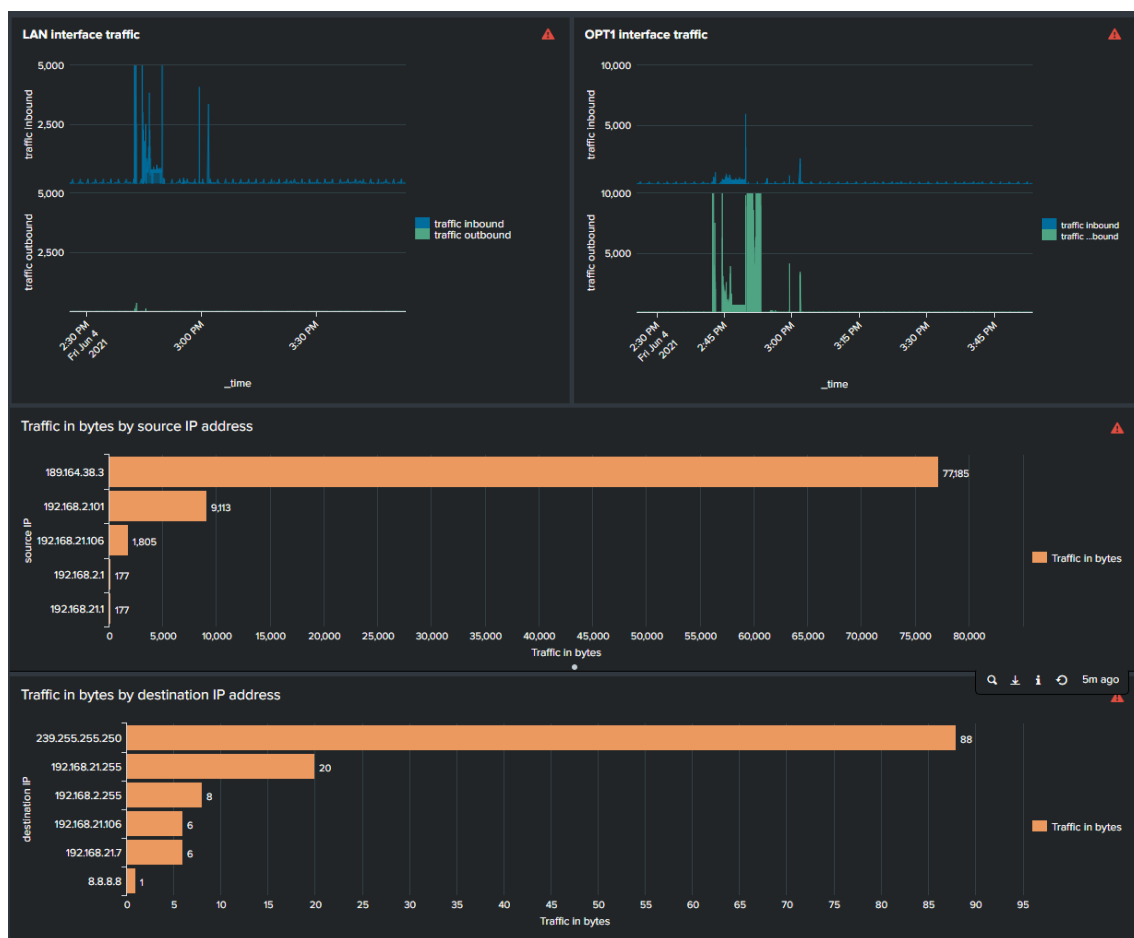 LAN interface traffic
5,000
2,500
traffic inbound
5,000
2,500
traffic outbound
traffic inbound
traffic outbound
2:30 PM
Fri Jun 4
2021
3:00 PM
3:30 PM
_time
OPT1 interface traffic
10,000
5,000
traffic inbound
10,000
5,000
traffic outbound
traffic inbound
traffic ...bound
2:30 PM
Fri Jun 4
2021
2:45 PM
3:00 PM
3:15 PM
3:30 PM
3:45 PM
_time
Traffic in bytes by source IP address
source IP
189.164.38.3 77,185
192.168.2.101 9,113
192.168.21.106 1,805
192.168.2.1 177
192.168.21.1 177
Traffic in bytes
0 5,000 10,000 15,000 20,000 25,000 30,000 35,000 40,000 45,000 50,000 55,000 60,000 65,000 70,000 75,000 80,000
Traffic in bytes
5m ago
Traffic in bytes by destination IP address
destination IP
239.255.255.250 88
192.168.21.255 20
192.168.2.255 8
192.168.21.106 6
192.168.21.7 6
8.8.8.8 1
Traffic in bytes
0 5 10 15 20 25 30 35 40 45 50 55 60 65 70 75 80 85 90 95
Traffic in bytes